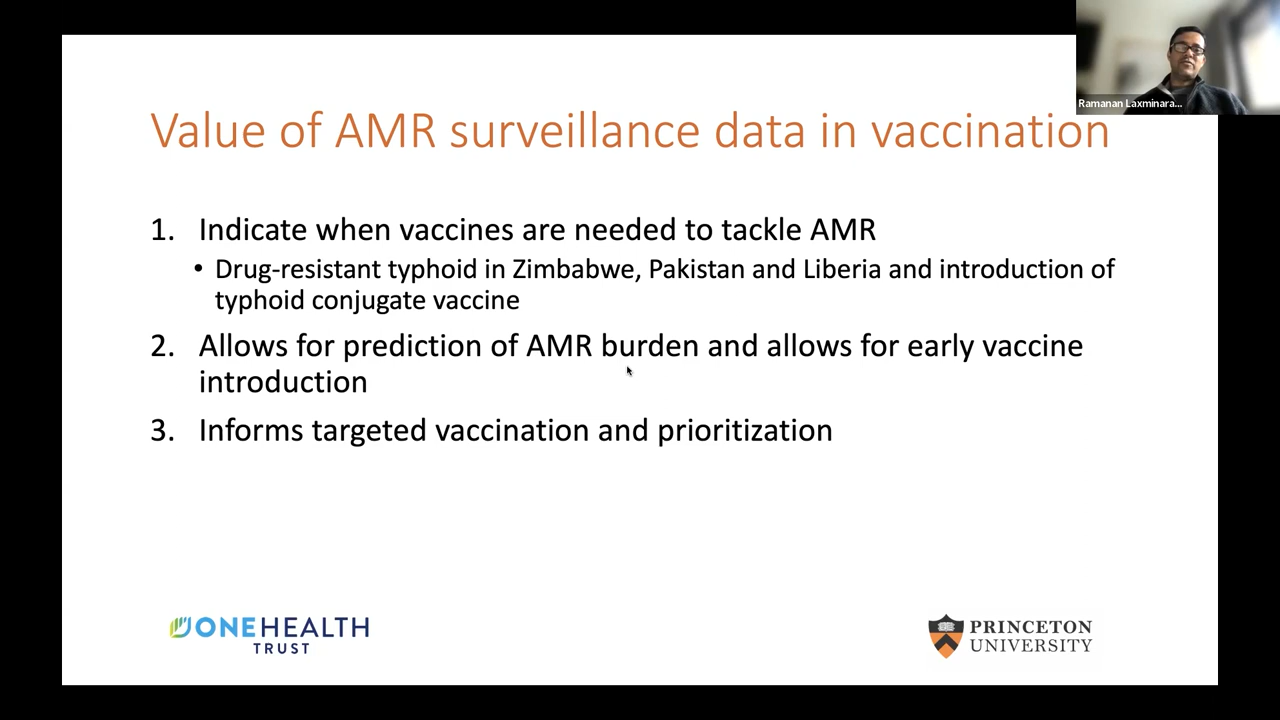 Ramanan Laxminara...
Value of AMR surveillance data in vaccination
1. Indicate when vaccines are needed to tackle AMR
• Drug-resistant typhoid in Zimbabwe, Pakistan and Liberia and introduction of
typhoid conjugate vaccine
2. Allows for prediction of AMR burden and allows for early vaccine
introduction
3. Informs targeted vaccination and prioritization
ONEHEALTH
TRUST
PRINCETON
UNIVERSITY